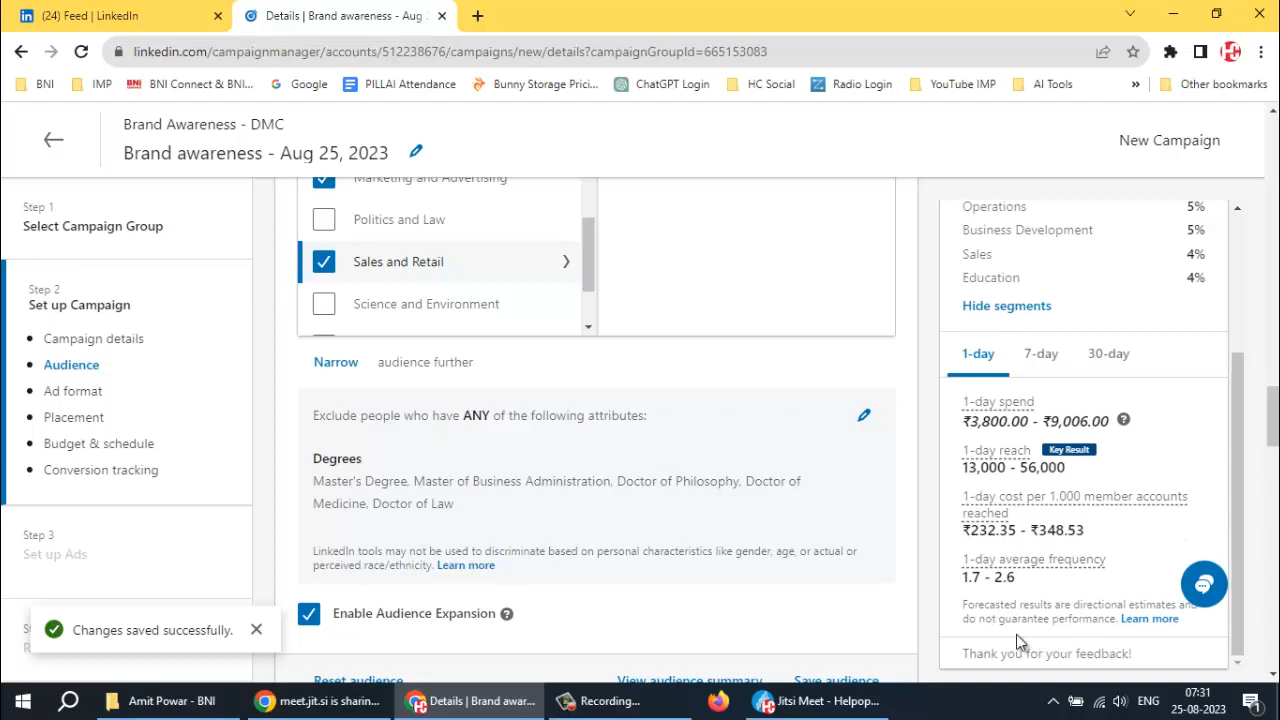 (24) Feed | LinkedIn
Details | Brand awareness - Aug
linkedin.com/campaignmanager/accounts/512238676/campaigns/new/details?campaignGroupId=665153083
BNI
IMP
BNI Connect & BNI...
Google
PILLAI Attendance
Bunny Storage Prici...
ChatGPT Login
HC Social
Radio Login
YouTube IMP
AI Tools
»
Other bookmarks
Brand Awareness - DMC
Brand awareness - Aug 25, 2023
New Campaign
Step 1
Select Campaign Group
Step 2
Set up Campaign
Campaign details
Audience
Ad format
Placement
Budget & schedule
Conversion tracking
Step 3
Set up Ads
Changes saved successfully.
Marketing and Advertising
Politics and Law
Sales and Retail
Science and Environment
Narrow audience further
Exclude people who have ANY of the following attributes:
Degrees
Master's Degree, Master of Business Administration, Doctor of Philosophy, Doctor of
Medicine, Doctor of Law
LinkedIn tools may not be used to discriminate based on personal characteristics like gender, age, or actual or
perceived race/ethnicity. Learn more
Enable Audience Expansion
Reset audience
View audience summary
Save audience
Operations 5%
Business Development 5%
Sales 4%
Education 4%
Hide segments
1-day 7-day 30-day
1-day spend
₹3,800.00 - ₹9,006.00
1-day reach Key Result
13,000 - 56,000
1-day cost per 1,000 member accounts
reached
₹232.35 - ₹348.53
1-day average frequency
1.7 - 2.6
Forecasted results are directional estimates and
do not guarantee performance. Learn more
Thank you for your feedback!
Amit Powar - BNI
meet.jit.si is sharin...
Details | Brand awar...
Recording...
Jitsi Meet - Helpop...
ENG
07:31
25-08-2023